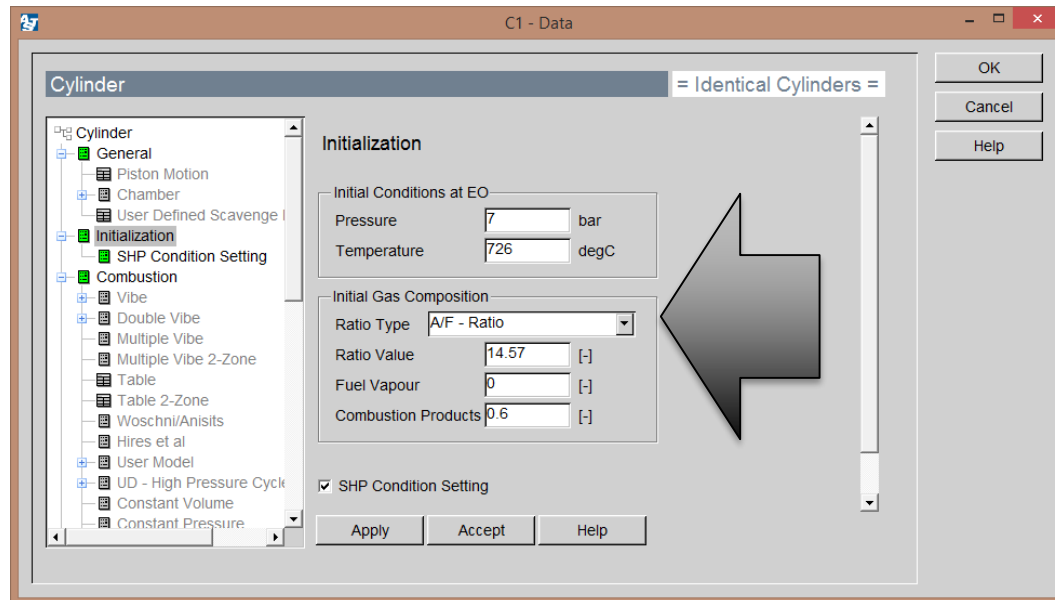 C1 - Data
Cylinder
= Identical Cylinders =
OK
Cancel
Help
Cylinder
General
Piston Motion
Chamber
User Defined Scavenge
Initialization
SHP Condition Setting
Combustion
Vibe
Double Vibe
Multiple Vibe
Multiple Vibe 2-Zone
Table
Table 2-Zone
Woschni/Anisits
Hires et al
User Model
UD - High Pressure Cycle
Constant Volume
Constant Pressure
Initialization
Initial Conditions at EO
Pressure 7 bar
Temperature 726 degC
Initial Gas Composition
Ratio Type A/F - Ratio
Ratio Value 14.57 [-]
Fuel Vapour 0 [-]
Combustion Products 0.6 [-]
SHP Condition Setting
Apply Accept Help